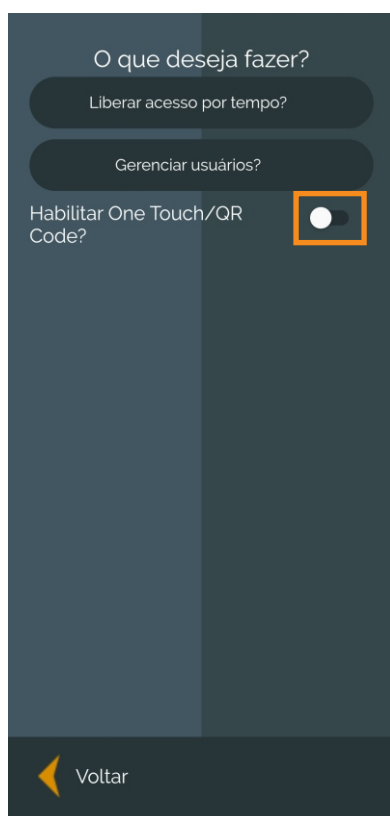 O que deseja fazer?
Liberar acesso por tempo?
Gerenciar usuários?
Habilitar One Touch/QR
Code?
Voltar